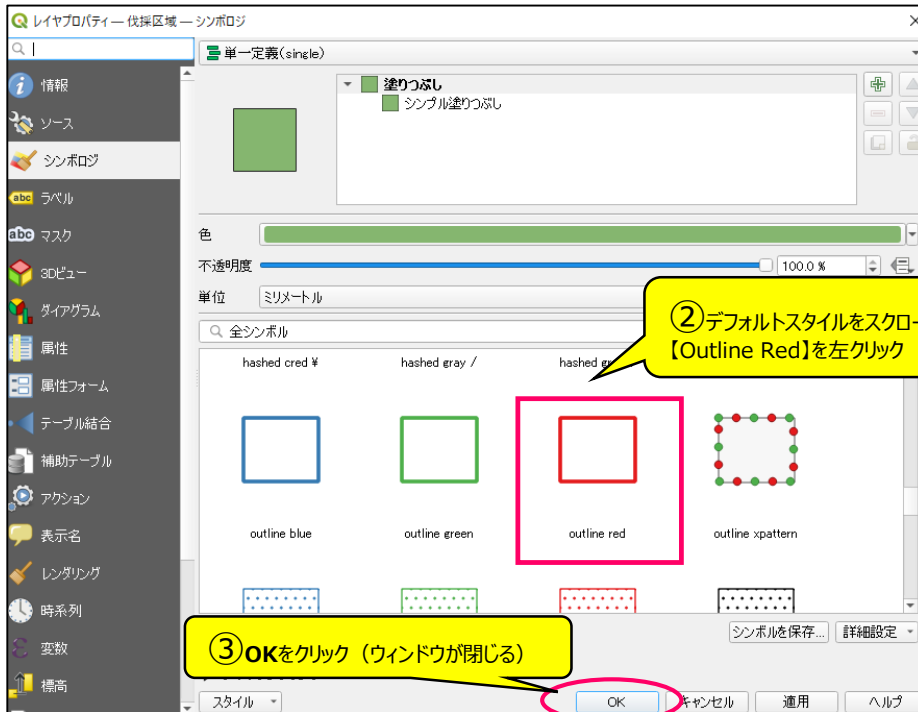 レイヤプロパティ — 伐採区域 — シンボロジ
単一定義(single)
情報
ソース
シンボロジ
abc ラベル
abc マスク
3Dビュー
ダイアグラム
属性
属性フォーム
テーブル結合
補助テーブル
アクション
表示名
レンダリング
時系列
変数
標高
塗りつぶし
シンプル塗りつぶし
色
不透明度 100.0 %
単位 ミリメートル
②デフォルトスタイルをスクロー
【Outline Red】を左クリック
全シンボル
hashed cred ¥ hashed gray / hashed
outline blue outline green outline red outline xpattern
シンボルを保存... 詳細設定
③OKをクリック（ウィンドウが閉じる）
スタイル OK キャンセル 適用 ヘルプ